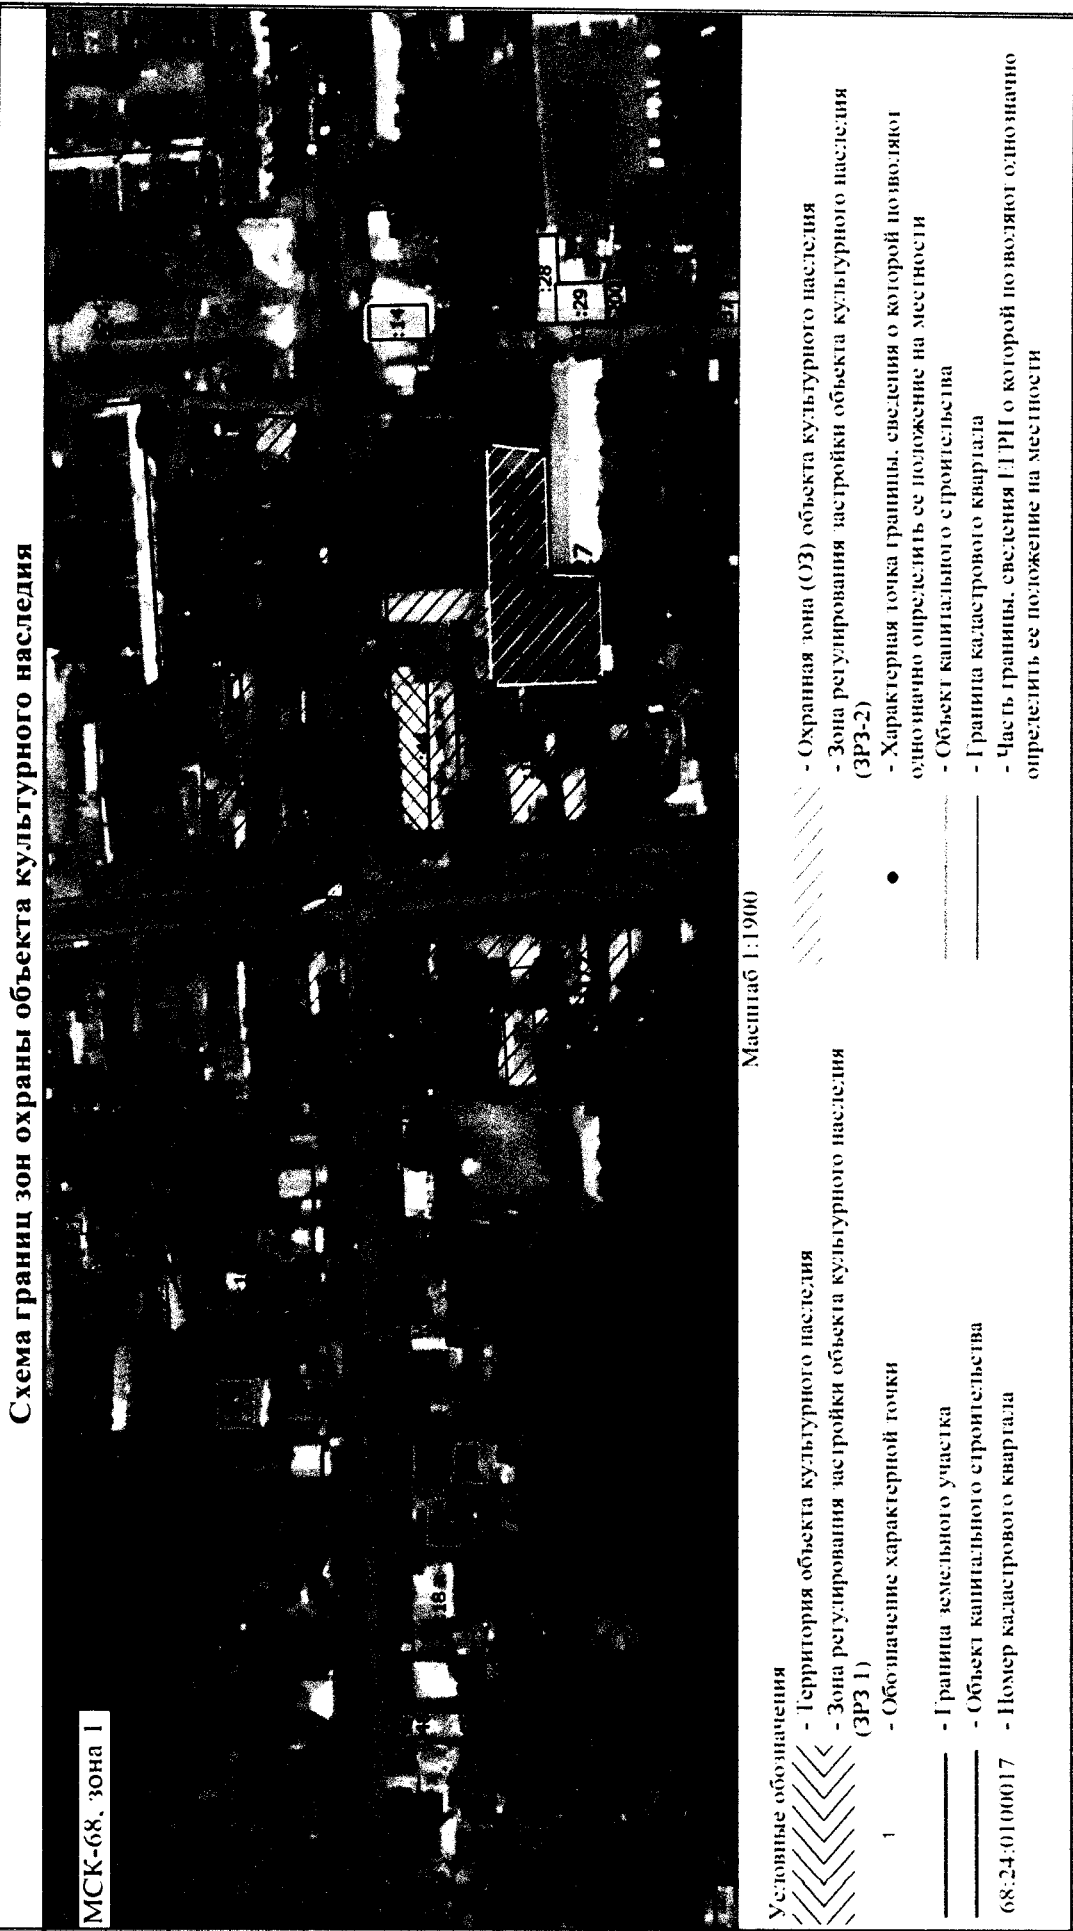 Схема границ зон охраны объекта культурного наследия
МСК-68, зона 1
:14
:28
:29
:18
Масштаб 1:1900
Условные обозначения
- Территория объекта культурного наследия
- Зона регулирования застройки объекта культурного наследия
(ЗРЗ 1)
1 - Обозначение характерной точки
- Граница земельного участка
- Объект капитального строительства
68:24:0100017 - Номер кадастрового квартала
- Охранная зона (ОЗ) объекта культурного наследия
- Зона регулирования застройки объекта культурного наследия
(ЗРЗ-2)
- Характерная точка границы, сведения о которой позволяют
однозначно определить ее положение на местности
- Объект капитального строительства
- Граница кадастрового квартала
- Часть границы, сведения ЕГРН о которой позволяют однозначно
определить ее положение на местности